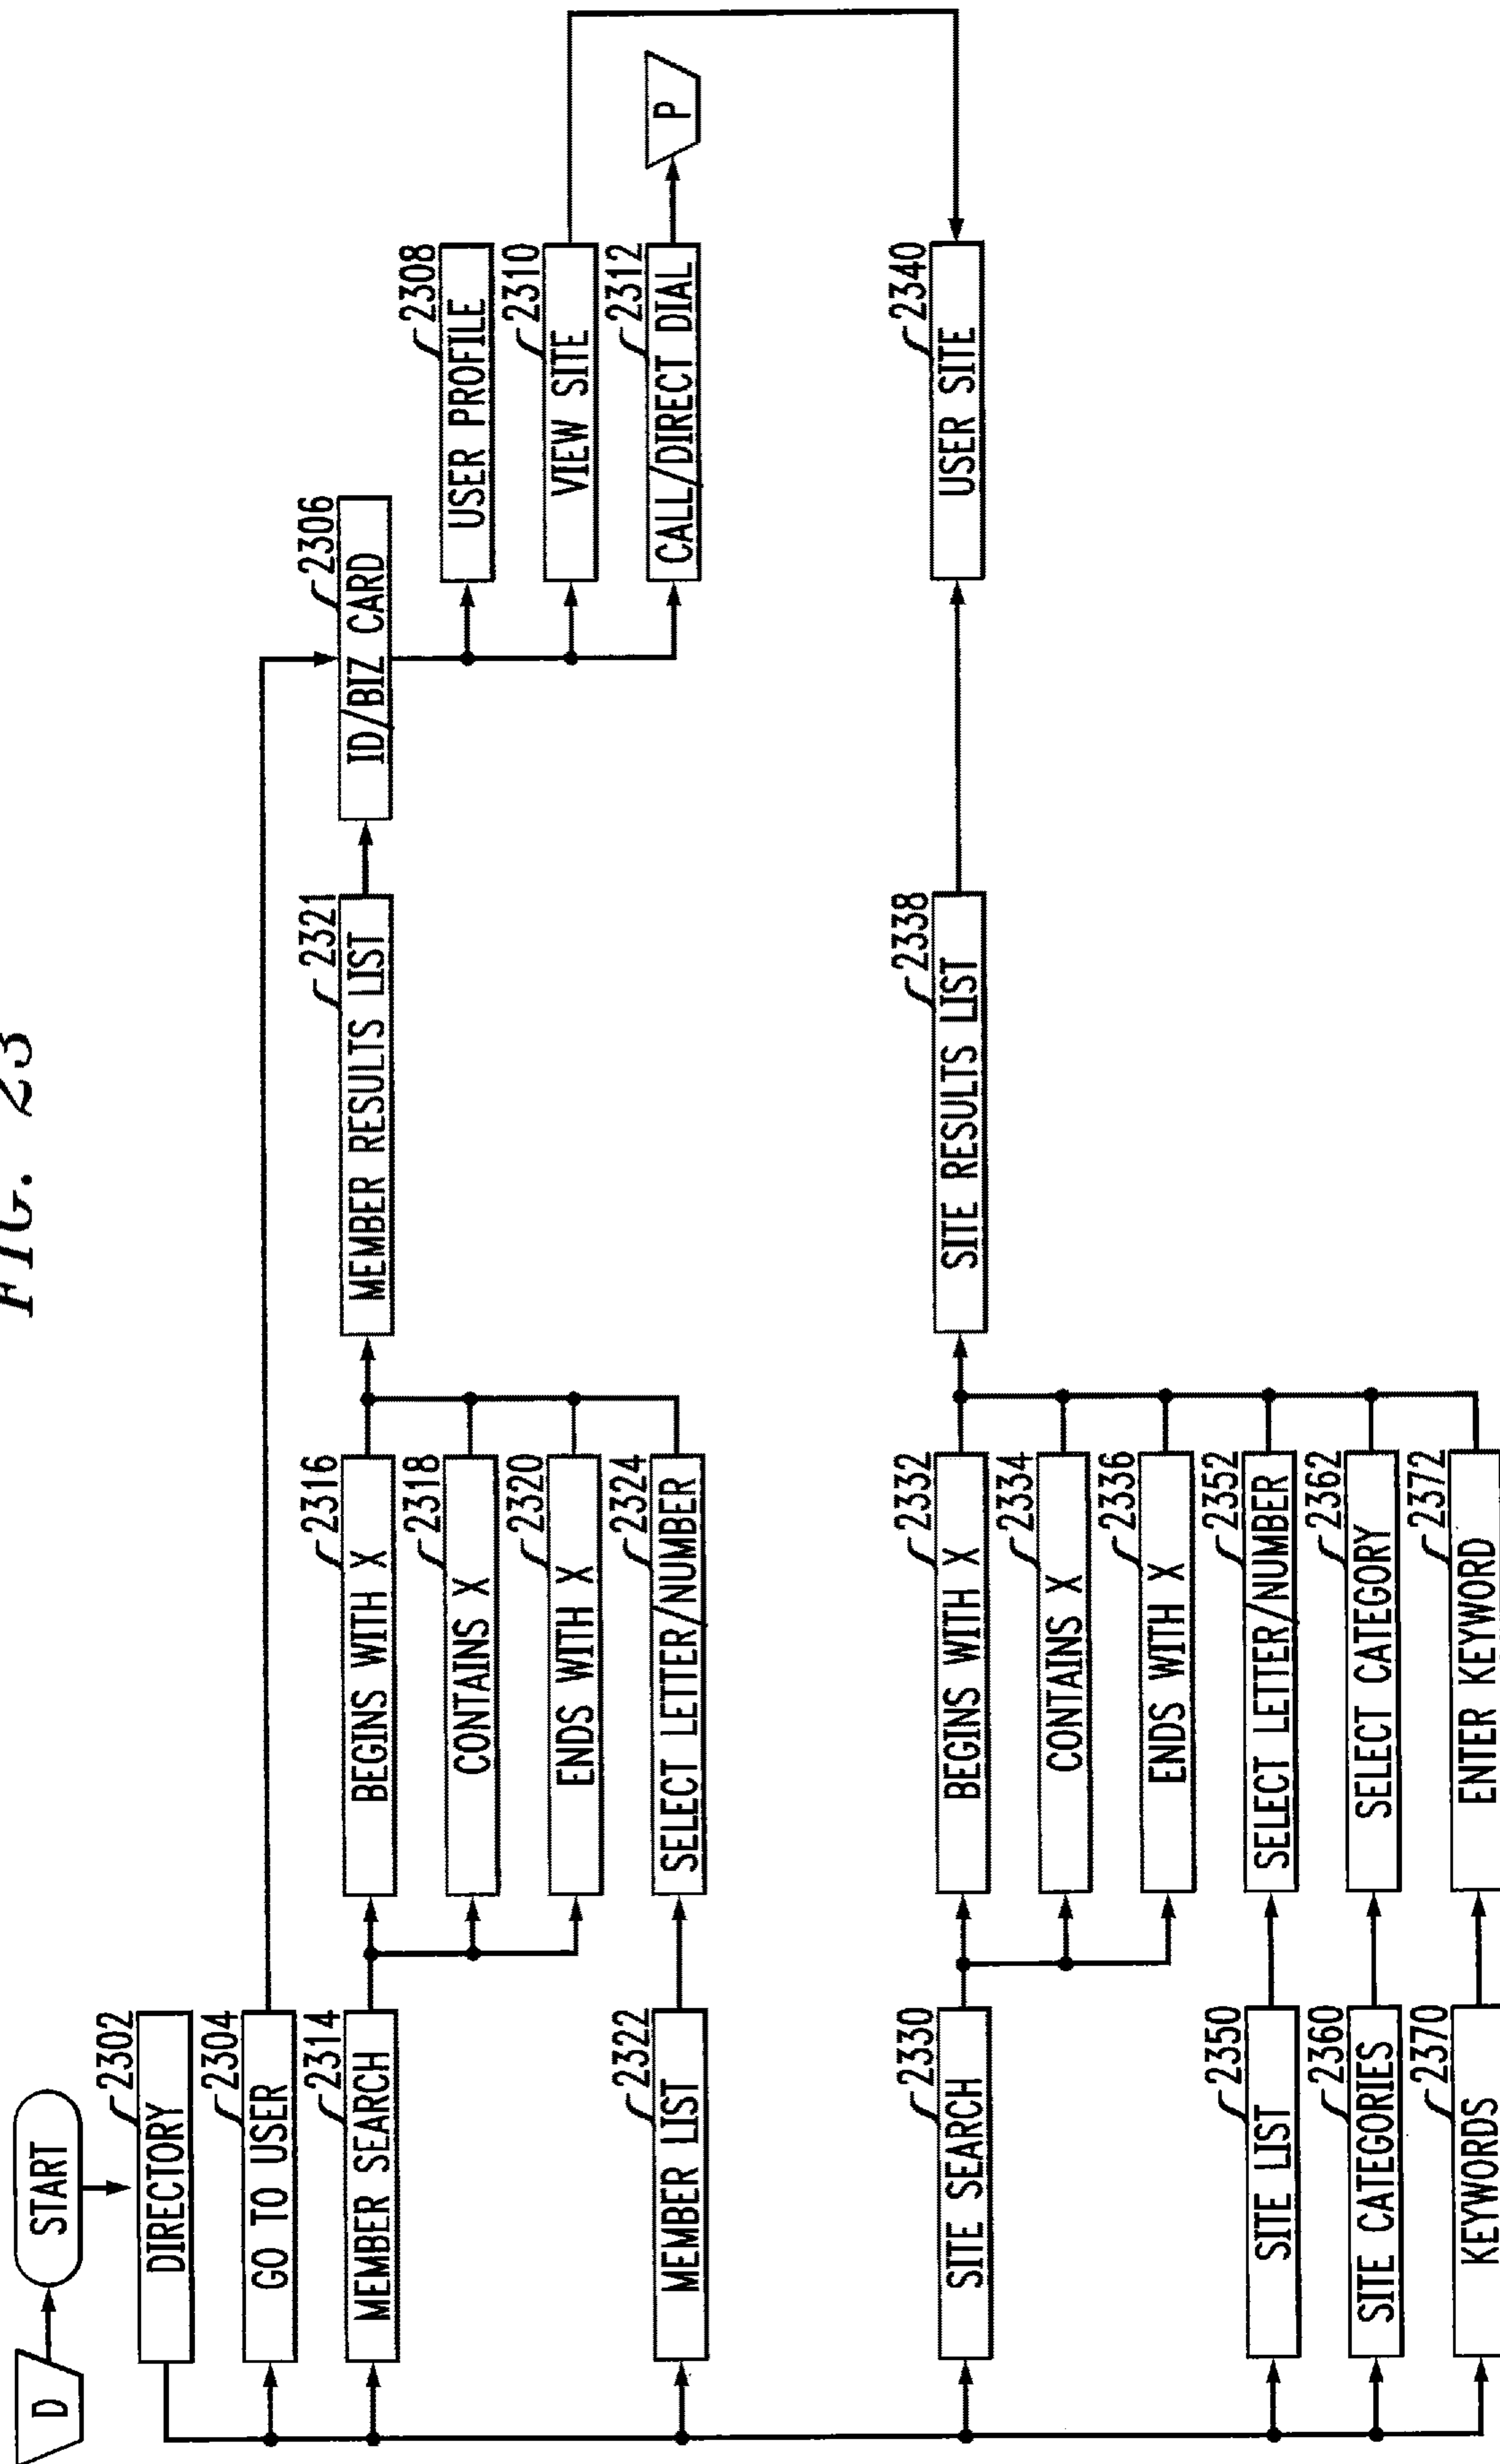 FIG. 23
D
START
DIRECTORY
2302
GO TO USER
2304
MEMBER SEARCH
2314
BEGINS WITH X
2316
CONTAINS X
2318
ENDS WITH X
2320
MEMBER LIST
2322
SELECT LETTER/NUMBER
2324
MEMBER RESULTS LIST
2321
ID/BIZ CARD
2306
USER PROFILE
2308
VIEW SITE
2310
CALL/DIRECT DIAL
2312
P
SITE SEARCH
2330
BEGINS WITH X
2332
CONTAINS X
2334
ENDS WITH X
2336
SITE LIST
2350
SELECT LETTER/NUMBER
2352
SITE CATEGORIES
2360
SELECT CATEGORY
2362
KEYWORDS
2370
ENTER KEYWORD
2372
SITE RESULTS LIST
2338
USER SITE
2340